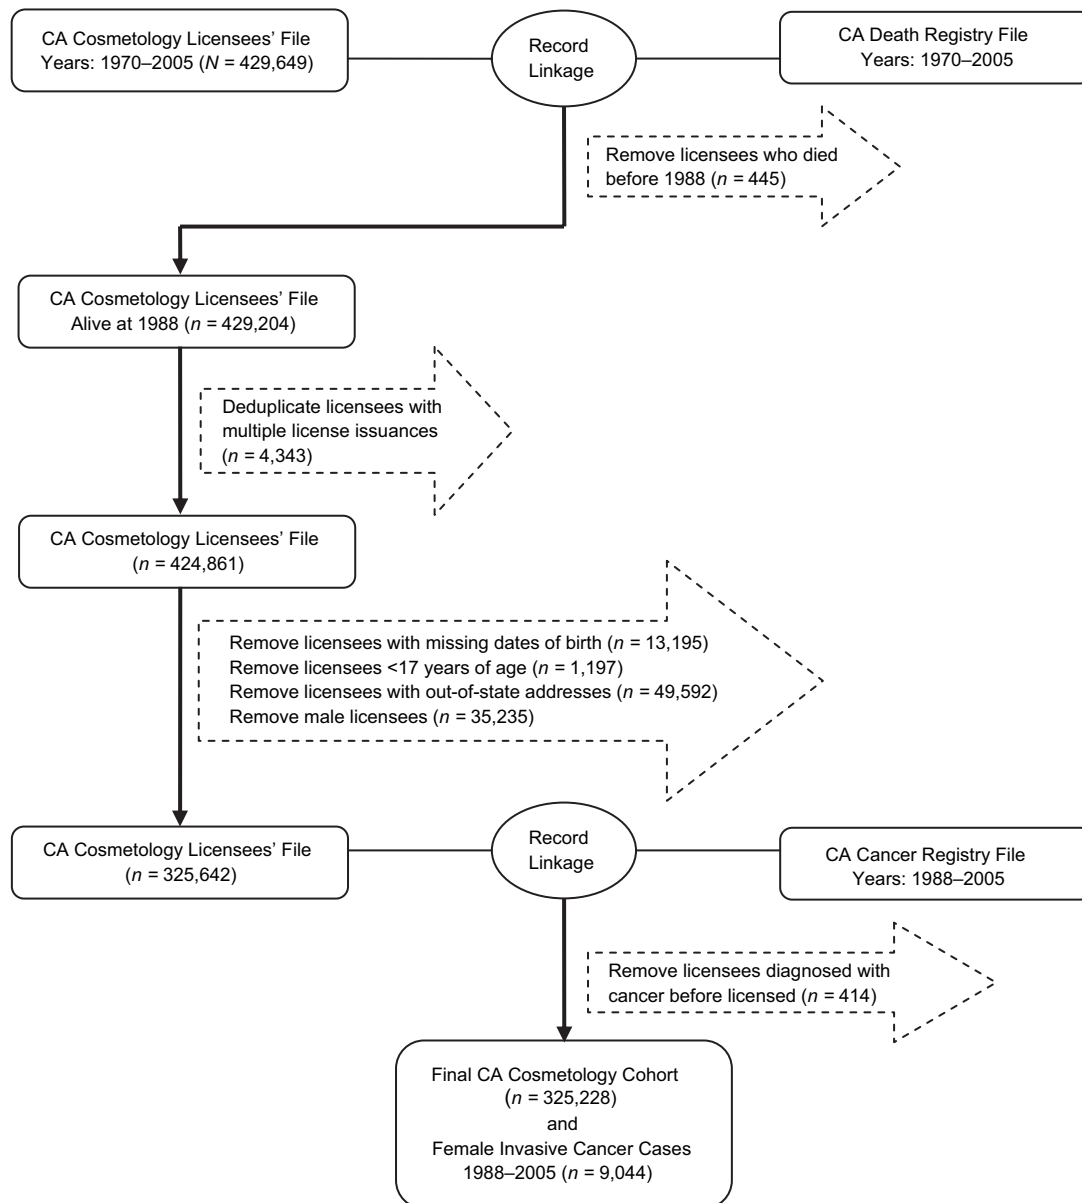 CA Cosmetology Licensees’ File
Years: 1970–2005 (N = 429,649)
Record
Linkage
CA Death Registry File
Years: 1970–2005
Remove licensees who died
before 1988 (n = 445)
CA Cosmetology Licensees’ File
Alive at 1988 (n = 429,204)
Deduplicate licensees with
multiple license issuances
(n = 4,343)
CA Cosmetology Licensees’ File
(n = 424,861)
Remove licensees with missing dates of birth (n = 13,195)
Remove licensees <17 years of age (n = 1,197)
Remove licensees with out-of-state addresses (n = 49,592)
Remove male licensees (n = 35,235)
CA Cosmetology Licensees’ File
(n = 325,642)
Record
Linkage
CA Cancer Registry File
Years: 1988–2005
Remove licensees diagnosed with
cancer before licensed (n = 414)
Final CA Cosmetology Cohort
(n = 325,228)
and
Female Invasive Cancer Cases
1988–2005 (n = 9,044)